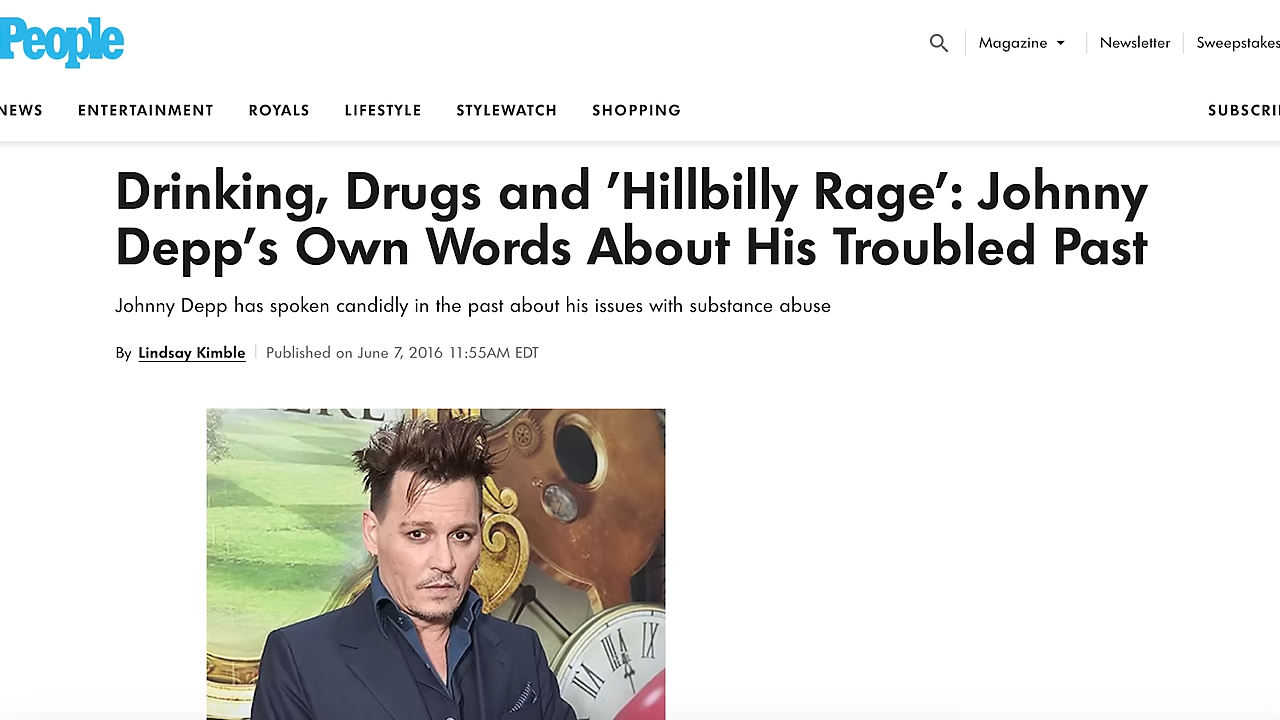 People
Magazine
Newsletter
Sweepstakes
NEWS
ENTERTAINMENT
ROYALS
LIFESTYLE
STYLEWATCH
SHOPPING
SUBSCRI
Drinking, Drugs and ’Hillbilly Rage’: Johnny
Depp’s Own Words About His Troubled Past
Johnny Depp has spoken candidly in the past about his issues with substance abuse
By Lindsay Kimble
Published on June 7, 2016 11:55AM EDT